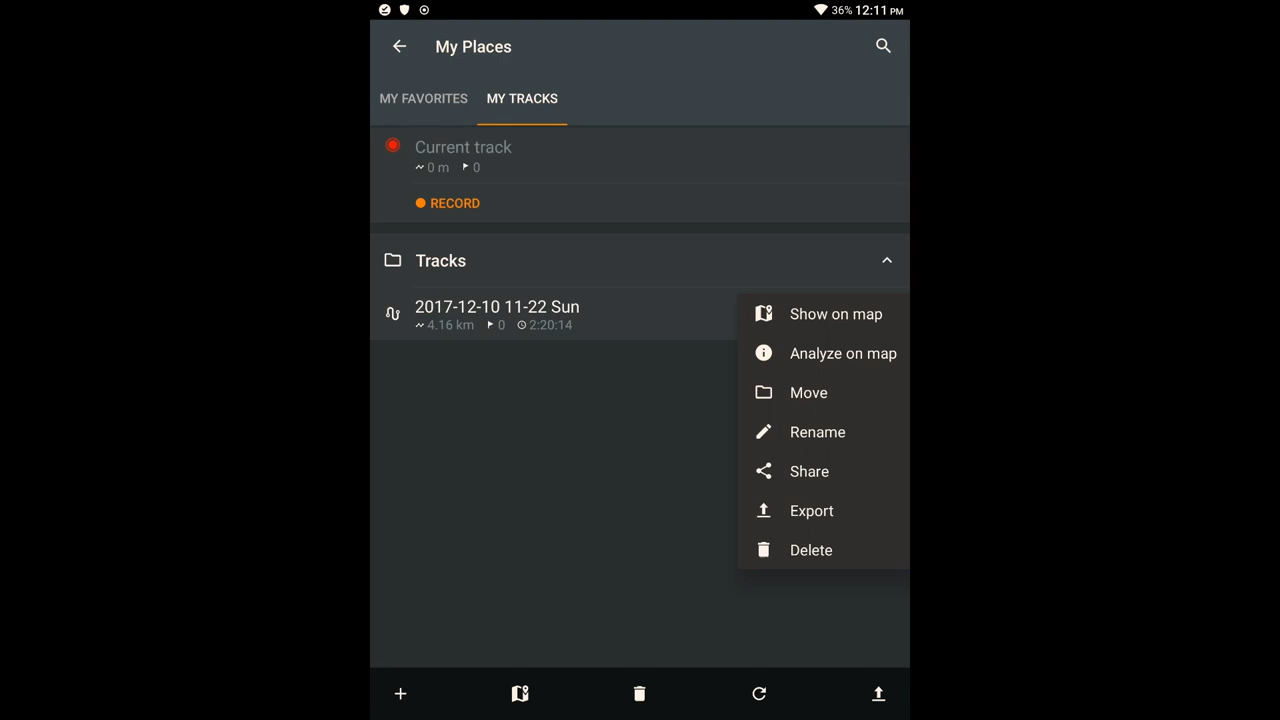 36% 12:11 PM
My Places
MY FAVORITES MY TRACKS
Current track
0 m 0
RECORD
Tracks
2017-12-10 11-22 Sun
4.16 km 0 2:20:14
Show on map
Analyze on map
Move
Rename
Share
Export
Delete